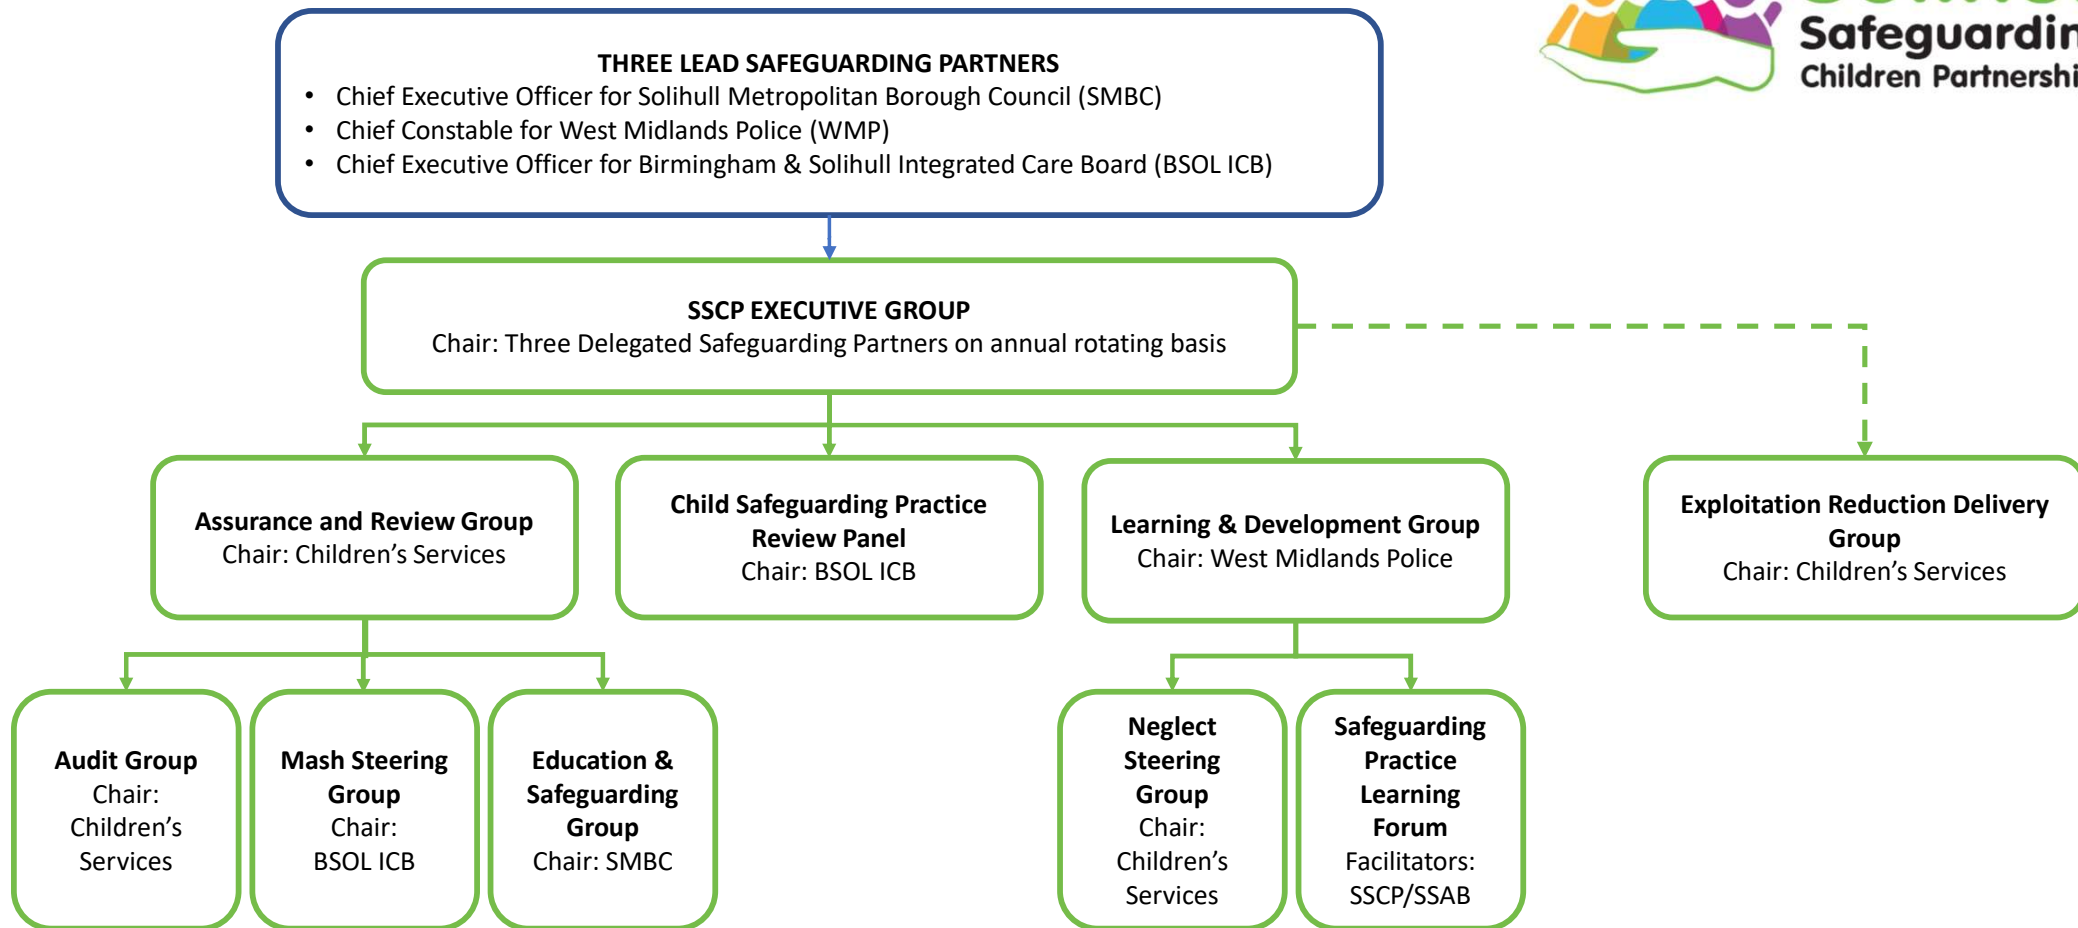 Safeguarding
Children Partnership
THREE LEAD SAFEGUARDING PARTNERS
• Chief Executive Officer for Solihull Metropolitan Borough Council (SMBC)
• Chief Constable for West Midlands Police (WMP)
• Chief Executive Officer for Birmingham & Solihull Integrated Care Board (BSOL ICB)
SSCP EXECUTIVE GROUP
Chair: Three Delegated Safeguarding Partners on annual rotating basis
Assurance and Review Group
Chair: Children’s Services
Child Safeguarding Practice
Review Panel
Chair: BSOL ICB
Learning & Development Group
Chair: West Midlands Police
Exploitation Reduction Delivery
Group
Chair: Children’s Services
Audit Group
Chair:
Children’s
Services
Mash Steering
Group
Chair:
BSOL ICB
Education &
Safeguarding
Group
Chair: SMBC
Neglect
Steering
Group
Chair:
Children’s
Services
Safeguarding
Practice
Learning
Forum
Facilitators:
SSCP/SSAB